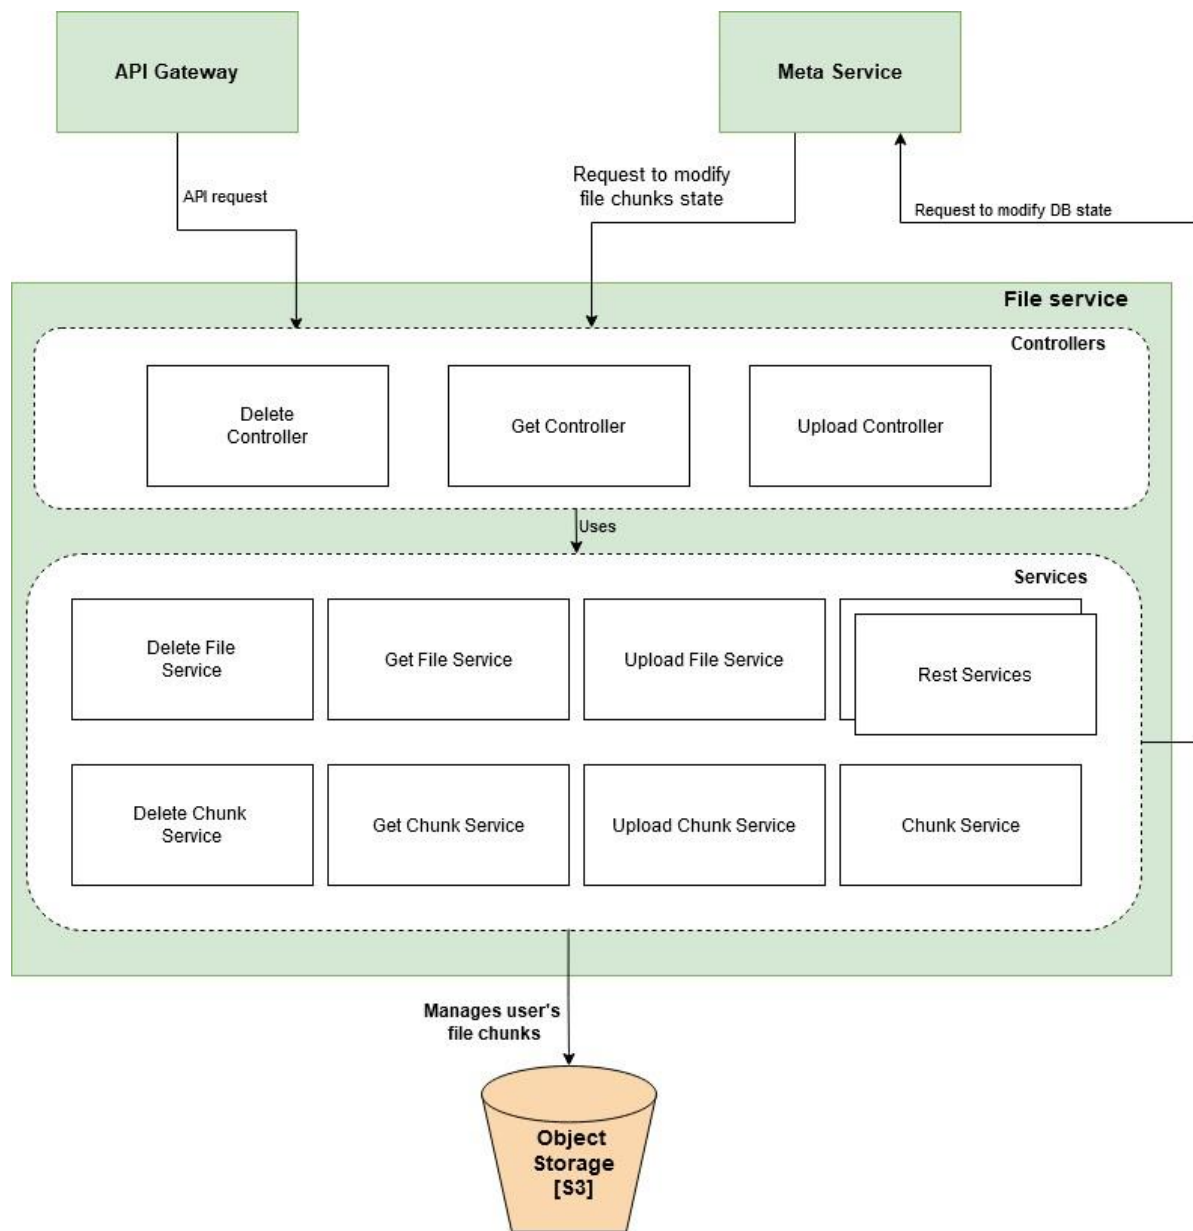 API Gateway
Meta Service
API request
Request to modify
file chunks state
Request to modify DB state
File service
Controllers
Delete
Controller
Get Controller
Upload Controller
Uses
Services
Delete File
Service
Get File Service
Upload File Service
Rest Services
Delete Chunk
Service
Get Chunk Service
Upload Chunk Service
Chunk Service
Manages user's
file chunks
Object
Storage
[S3]